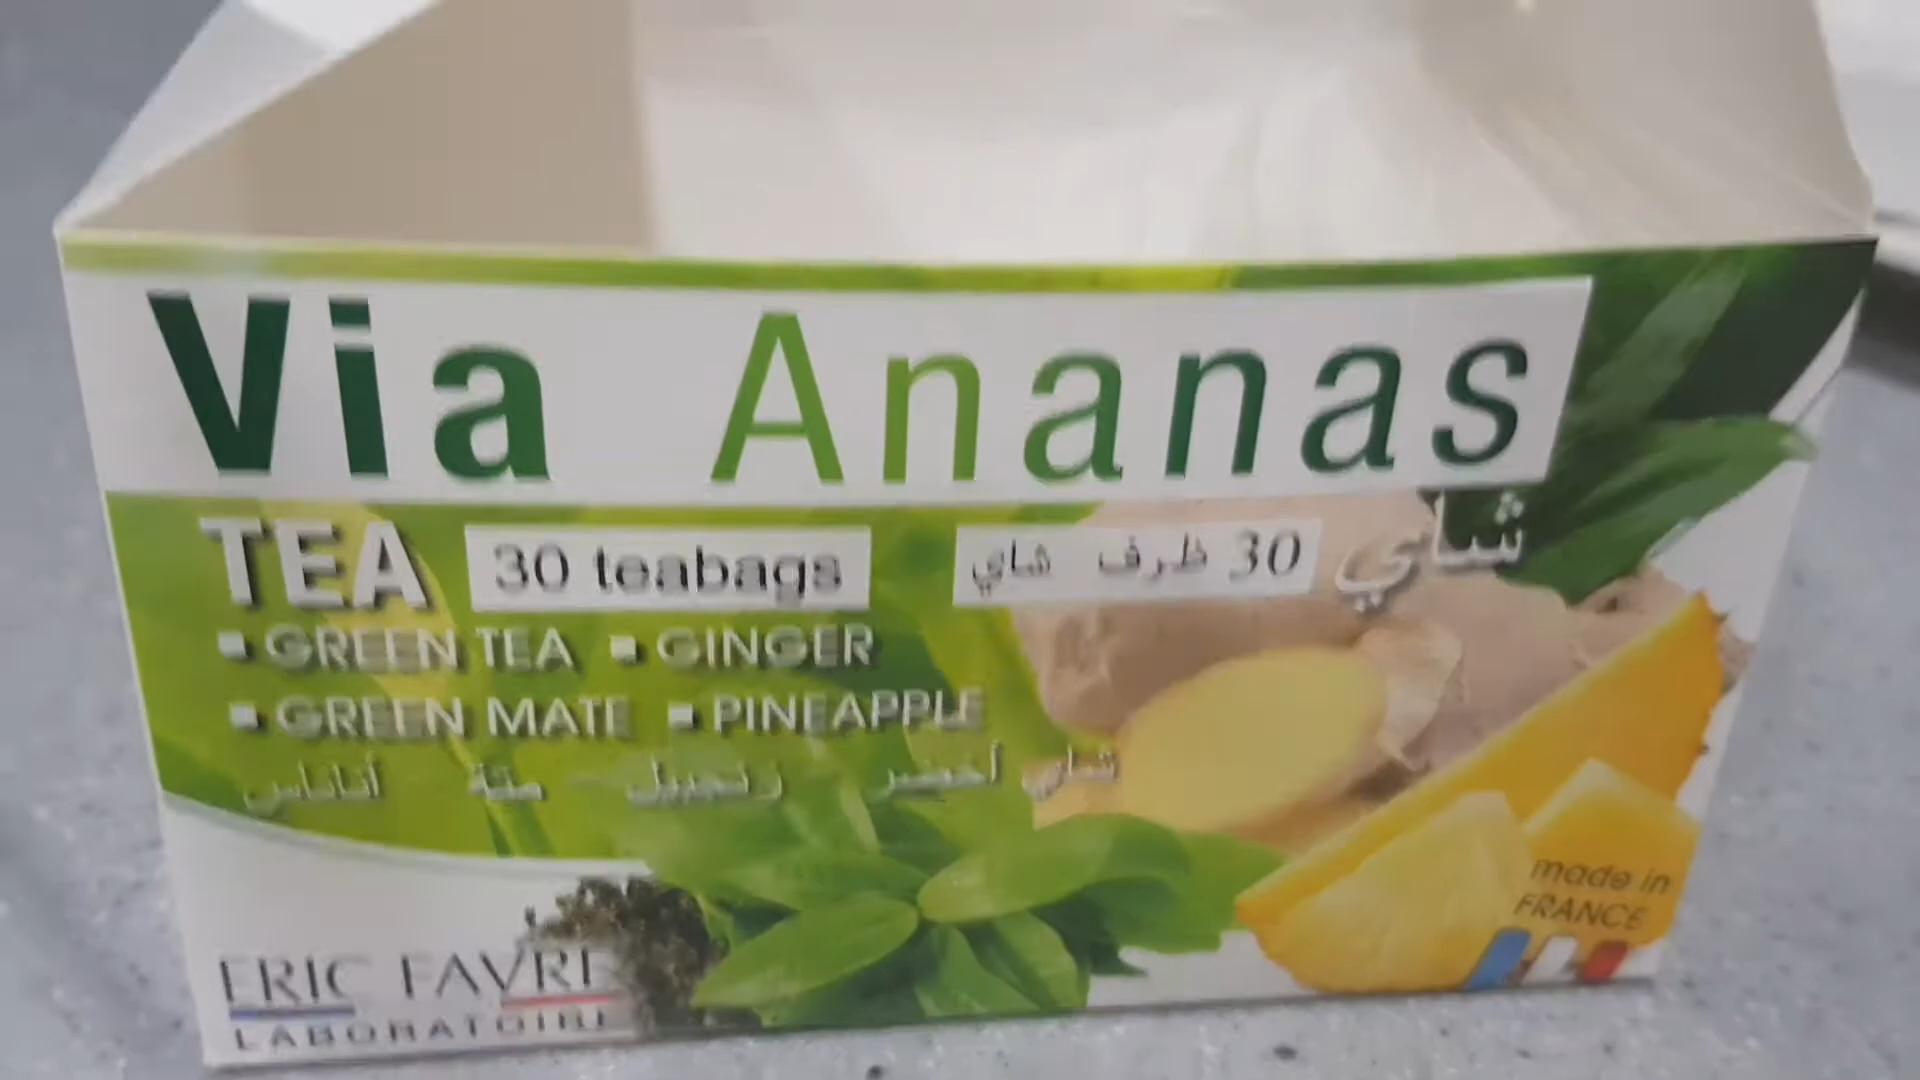 Via Ananas
TEA 30 teabags 30 ظرف شاي شاي
▪ GREEN TEA ▪ GINGER
▪ GREEN MATE ▪ PINEAPPLE
شاي أخضر زنجبيل متة أناناس
made in
FRANCE
ERIC FAVRE
LABORATOIRE